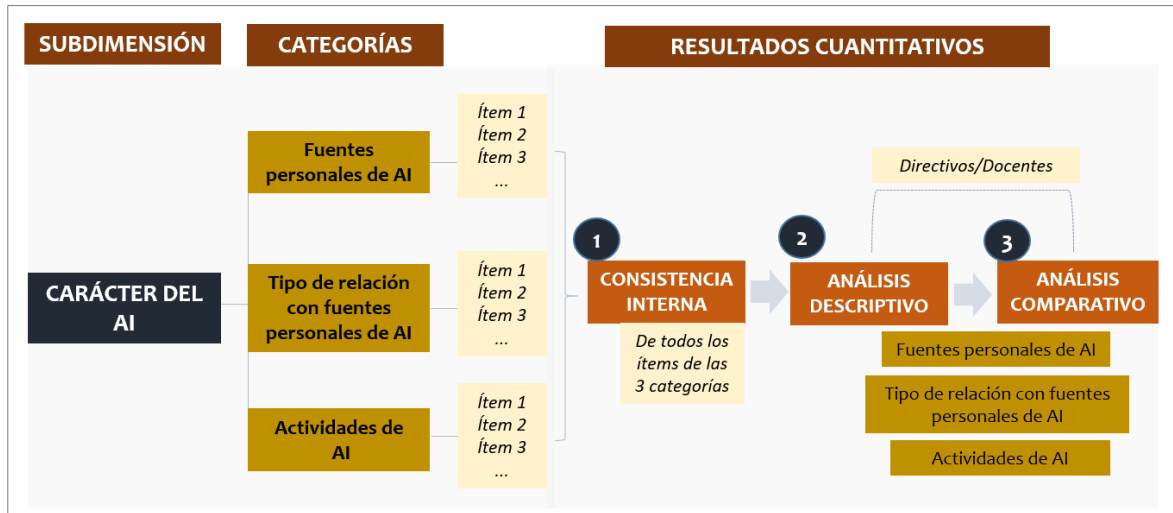 SUBDIMENSIÓN
CATEGORÍAS
RESULTADOS CUANTITATIVOS
CARÁCTER DEL
AI
Fuentes
personales de AI
Ítem 1
Ítem 2
Ítem 3
...
Tipo de relación
con fuentes
personales de AI
Ítem 1
Ítem 2
Ítem 3
...
Actividades de
AI
Ítem 1
Ítem 2
Ítem 3
...
1
CONSISTENCIA
INTERNA
De todos los
ítems de las
3 categorías
Directivos/Docentes
2
ANÁLISIS
DESCRIPTIVO
3
ANÁLISIS
COMPARATIVO
Fuentes personales de AI
Tipo de relación con fuentes
personales de AI
Actividades de AI